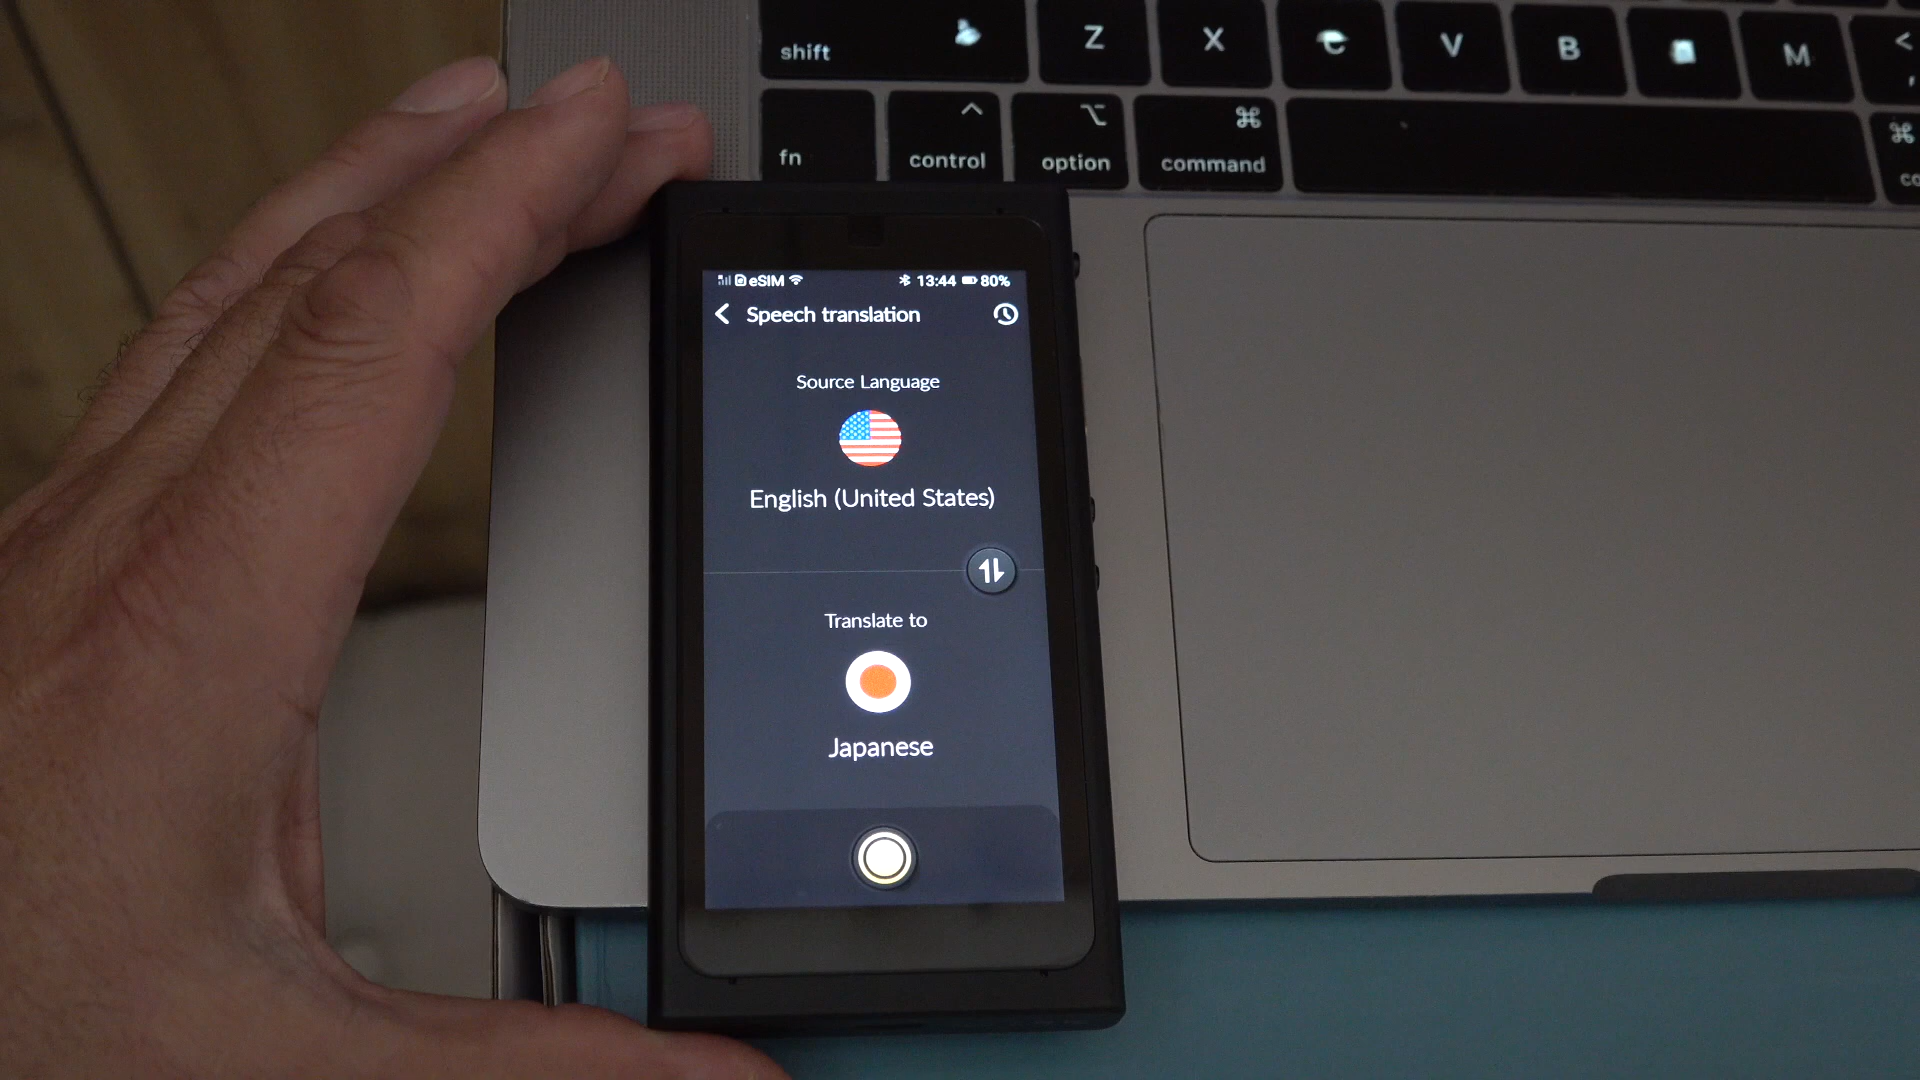 shift Z X C V B M <
,
fn ^ control ⌥ option ⌘ command ⌘
eSIM 13:44 80%
Speech translation
Source Language
English (United States)
Translate to
Japanese